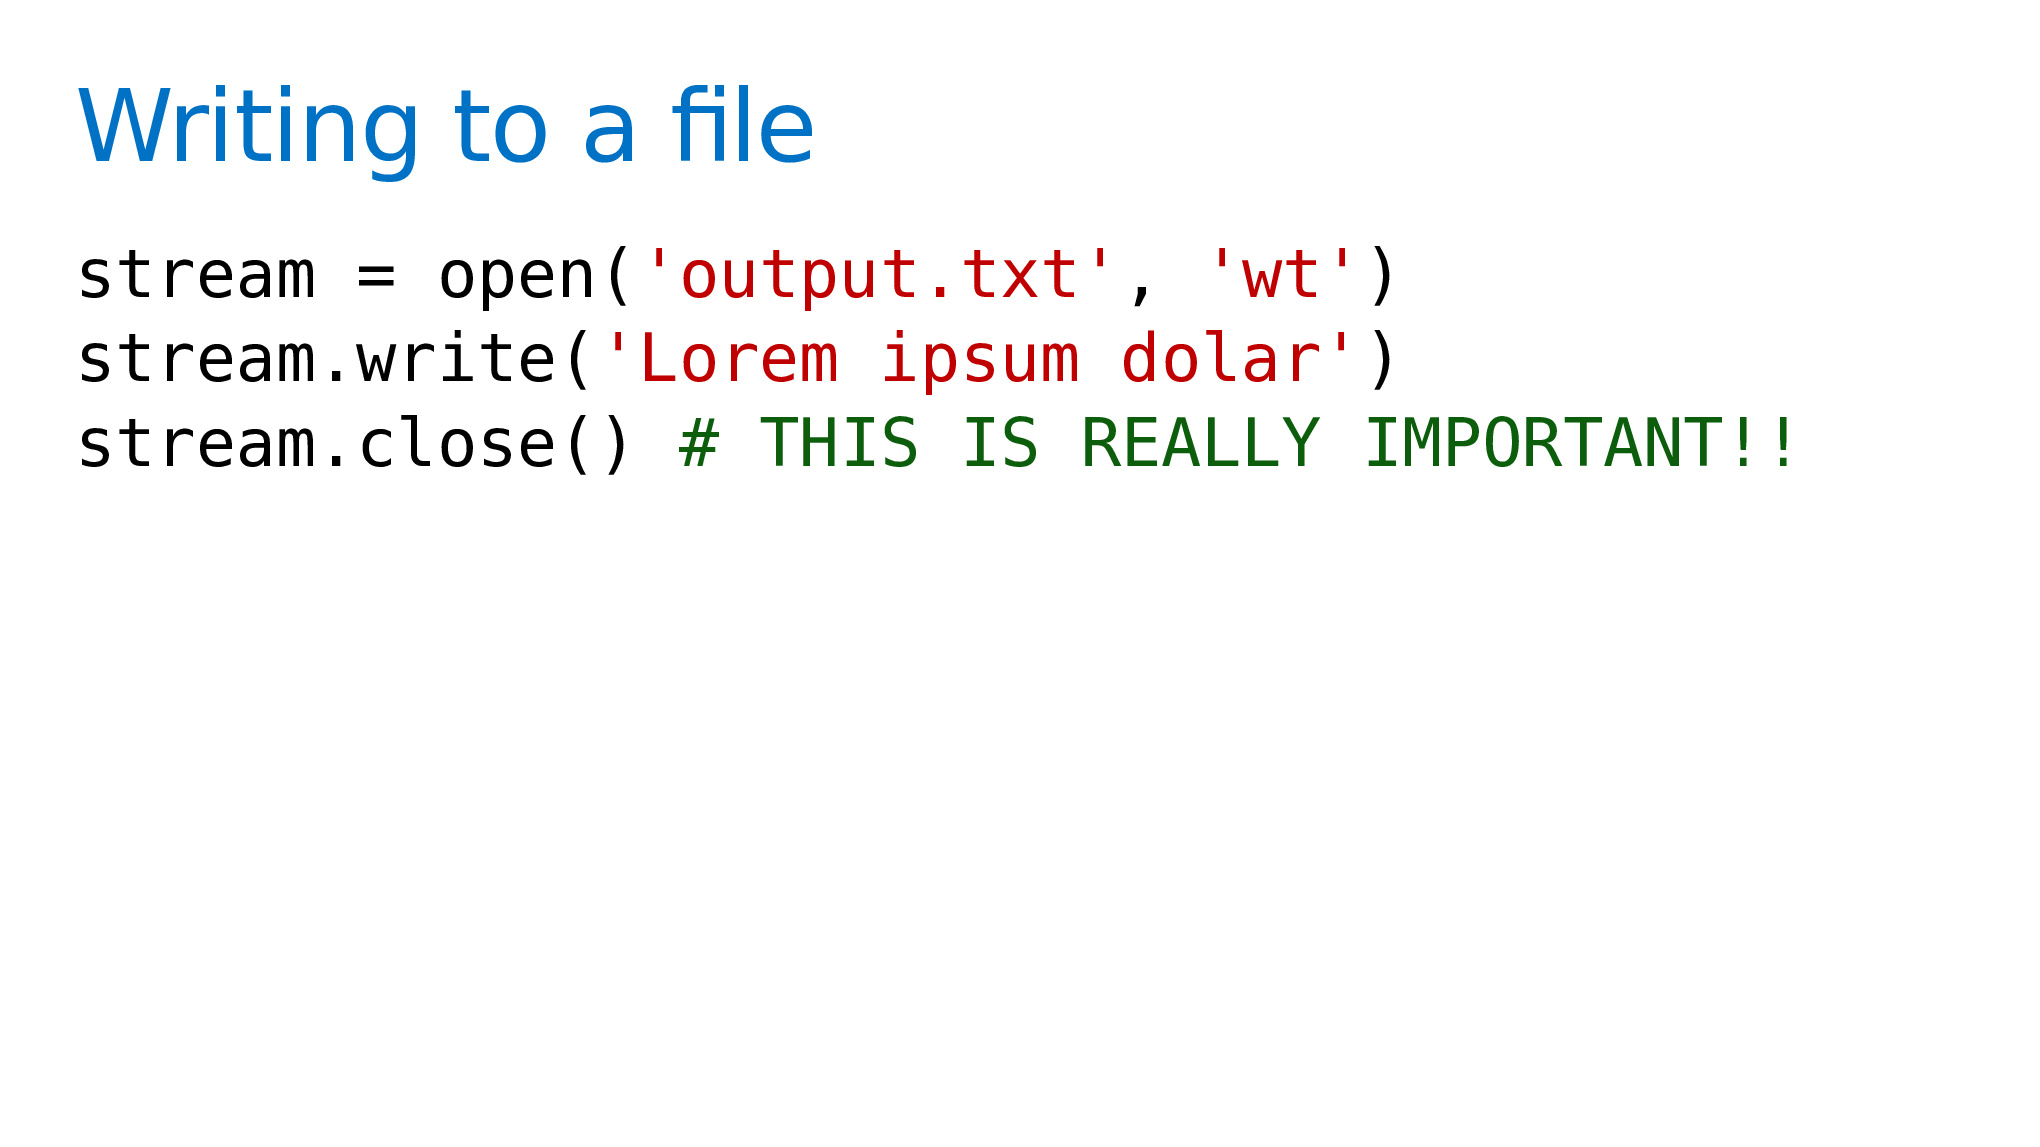 Writing to a file
stream = open('output.txt', 'wt')
stream.write('Lorem ipsum dolar')
stream.close() # THIS IS REALLY IMPORTANT!!